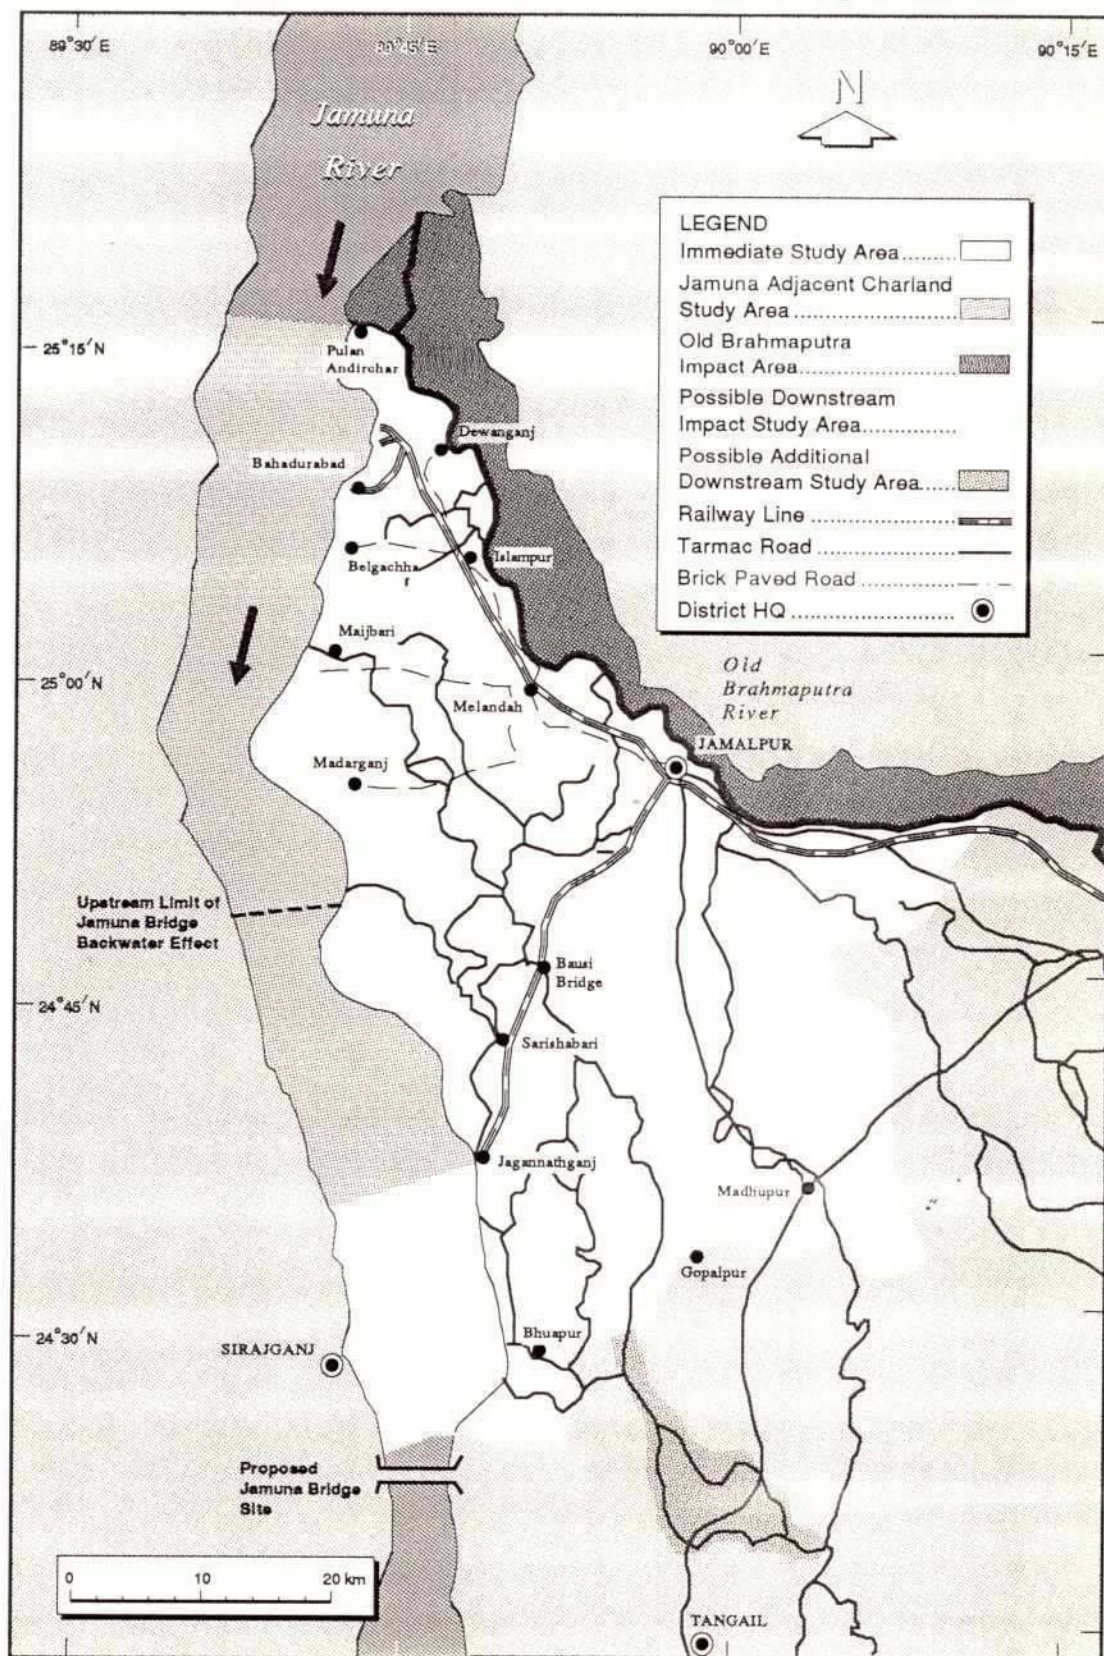 89°30′E
89°45′E
90°00′E
90°15′E
Jamuna
River
N
LEGEND
Immediate Study Area
Jamuna Adjacent Charland
Study Area
Old Brahmaputra
Impact Area
Possible Downstream
Impact Study Area
Possible Additional
Downstream Study Area
Railway Line
Tarmac Road
Brick Paved Road
District HQ
25°15′N
Pulan
Andirchar
Dewanganj
Bahadurabad
Belgachha
Islampur
Maijbari
25°00′N
Old
Brahmaputra
River
Melandah
JAMALPUR
Madarganj
Upstream Limit of
Jamuna Bridge
Backwater Effect
Bausi
Bridge
24°45′N
Sarishabari
Jagannathganj
Madhupur
Gopalpur
24°30′N
SIRAJGANJ
Bhuapur
Proposed
Jamuna Bridge
Site
0 10 20 km
TANGAIL